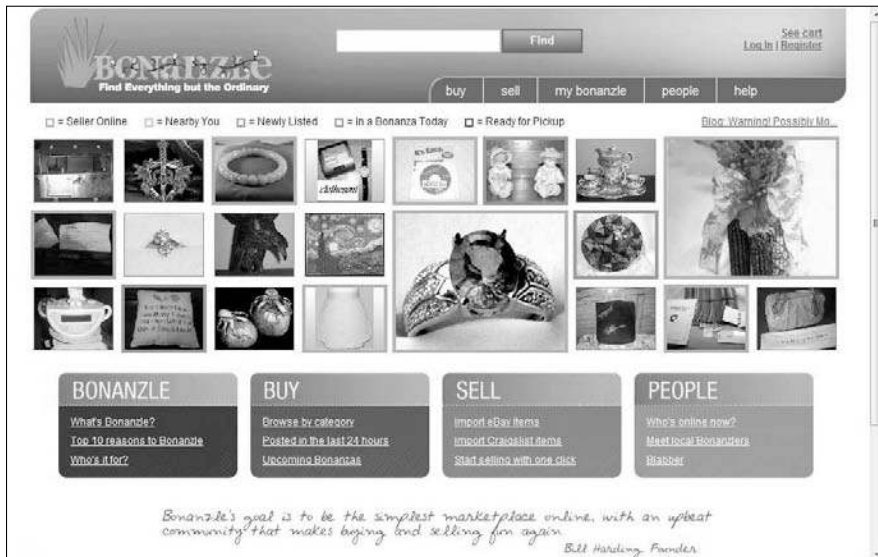 See cart
Find
Log In | Register
BONANZLE
Find Everything but the Ordinary
buy sell my bonanzle people help
= Seller Online = Nearby You = Newly Listed = In a Bonanza Today = Ready for Pickup Blog: Warning! Possibly Mo...
BONANZLE BUY SELL PEOPLE
What's Bonanzle? Browse by category Import eBay items Who's online now?
Top 10 reasons to Bonanzle Posted in the last 24 hours Import Craigslist items Meet local Bonanzlers
Who's it for? Upcoming Bonanzas Start selling with one click Blabber
Bonanzle's goal is to be the simplest marketplace online, with an upbeat
community that makes buying and selling fun again
Bill Harding Founder